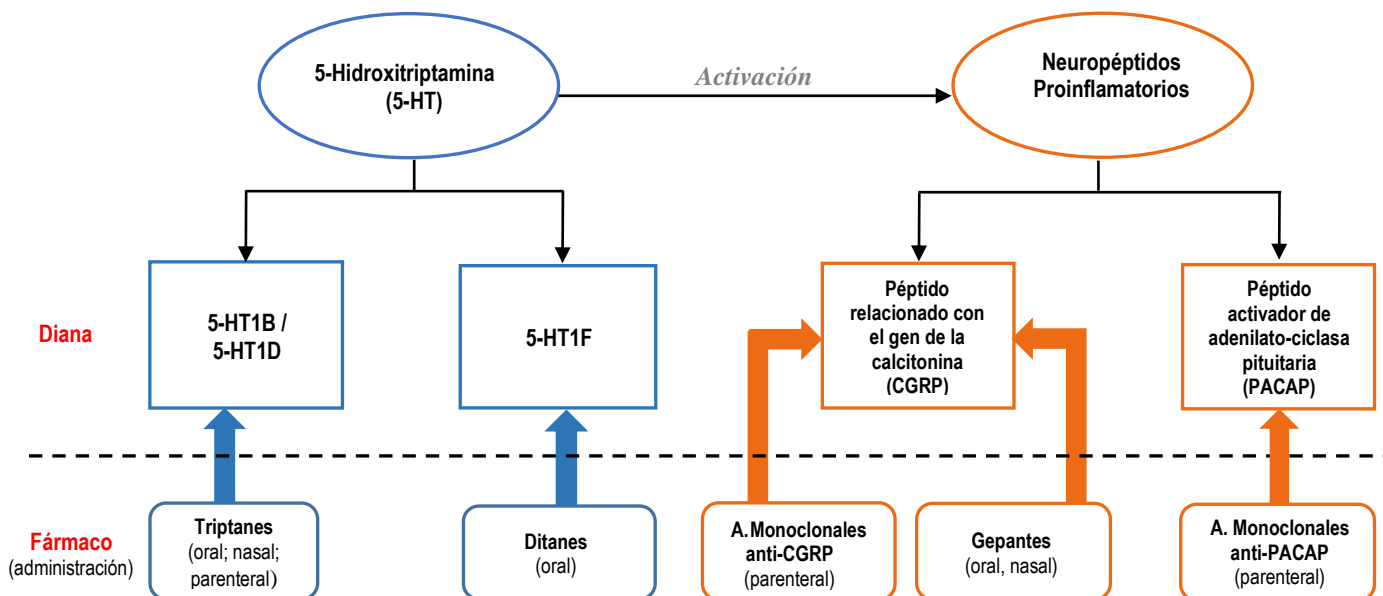 5-Hidroxitriptamina
(5-HT)
Activación
Neuropéptidos
Proinflamatorios
Diana
5-HT1B /
5-HT1D
5-HT1F
Péptido
relacionado con
el gen de la
calcitonina
(CGRP)
Péptido
activador de
adenilato-ciclasa
pituitaria
(PACAP)
Fármaco
(administración)
Triptanes
(oral; nasal;
parenteral)
Ditanes
(oral)
A.Monoclonales
anti-CGRP
(parenteral)
Gepantes
(oral, nasal)
A. Monoclonales
anti-PACAP
(parenteral)